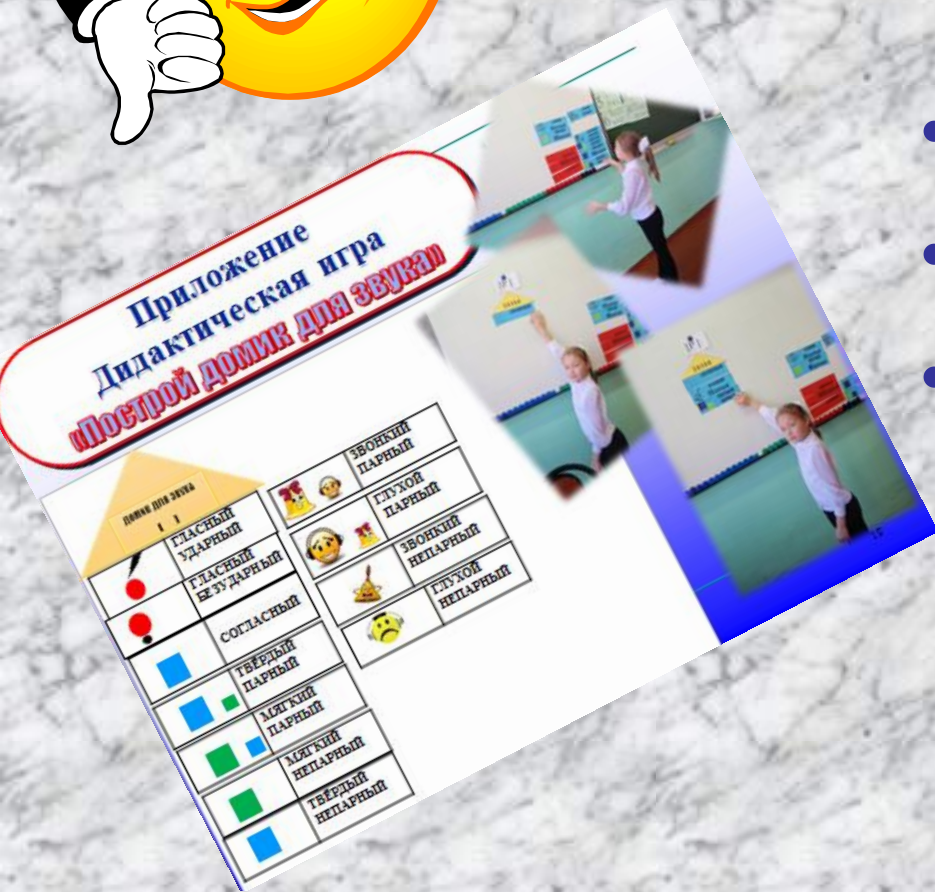 Приложение
Дидактическая игра
«Построй домик для звука»
ДОМИК ДЛЯ ЗВУКА
[ ]
ГЛАСНЫЙ
УДАРНЫЙ
ГЛАСНЫЙ
БЕЗУДАРНЫЙ
СОГЛАСНЫЙ
ТВЁРДЫЙ
ПАРНЫЙ
МЯГКИЙ
ПАРНЫЙ
МЯГКИЙ
НЕПАРНЫЙ
ТВЁРДЫЙ
НЕПАРНЫЙ
ЗВОНКИЙ
ПАРНЫЙ
ГЛУХОЙ
ПАРНЫЙ
ЗВОНКИЙ
НЕПАРНЫЙ
ГЛУХОЙ
НЕПАРНЫЙ
15